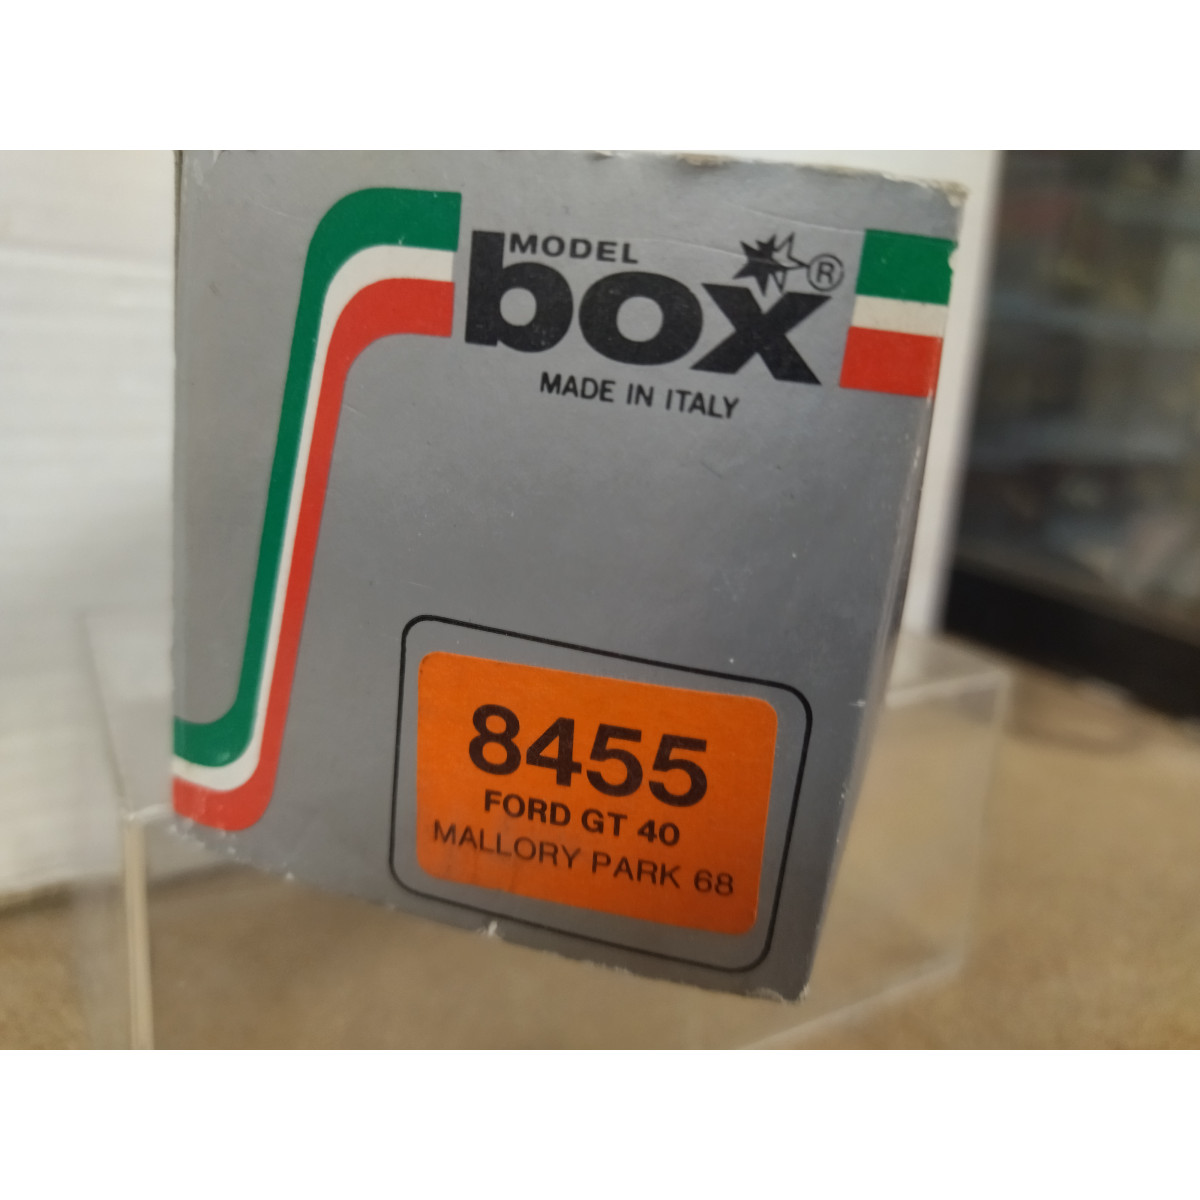 MODEL
box ®
MADE IN ITALY
8455
FORD GT 40
MALLORY PARK 68